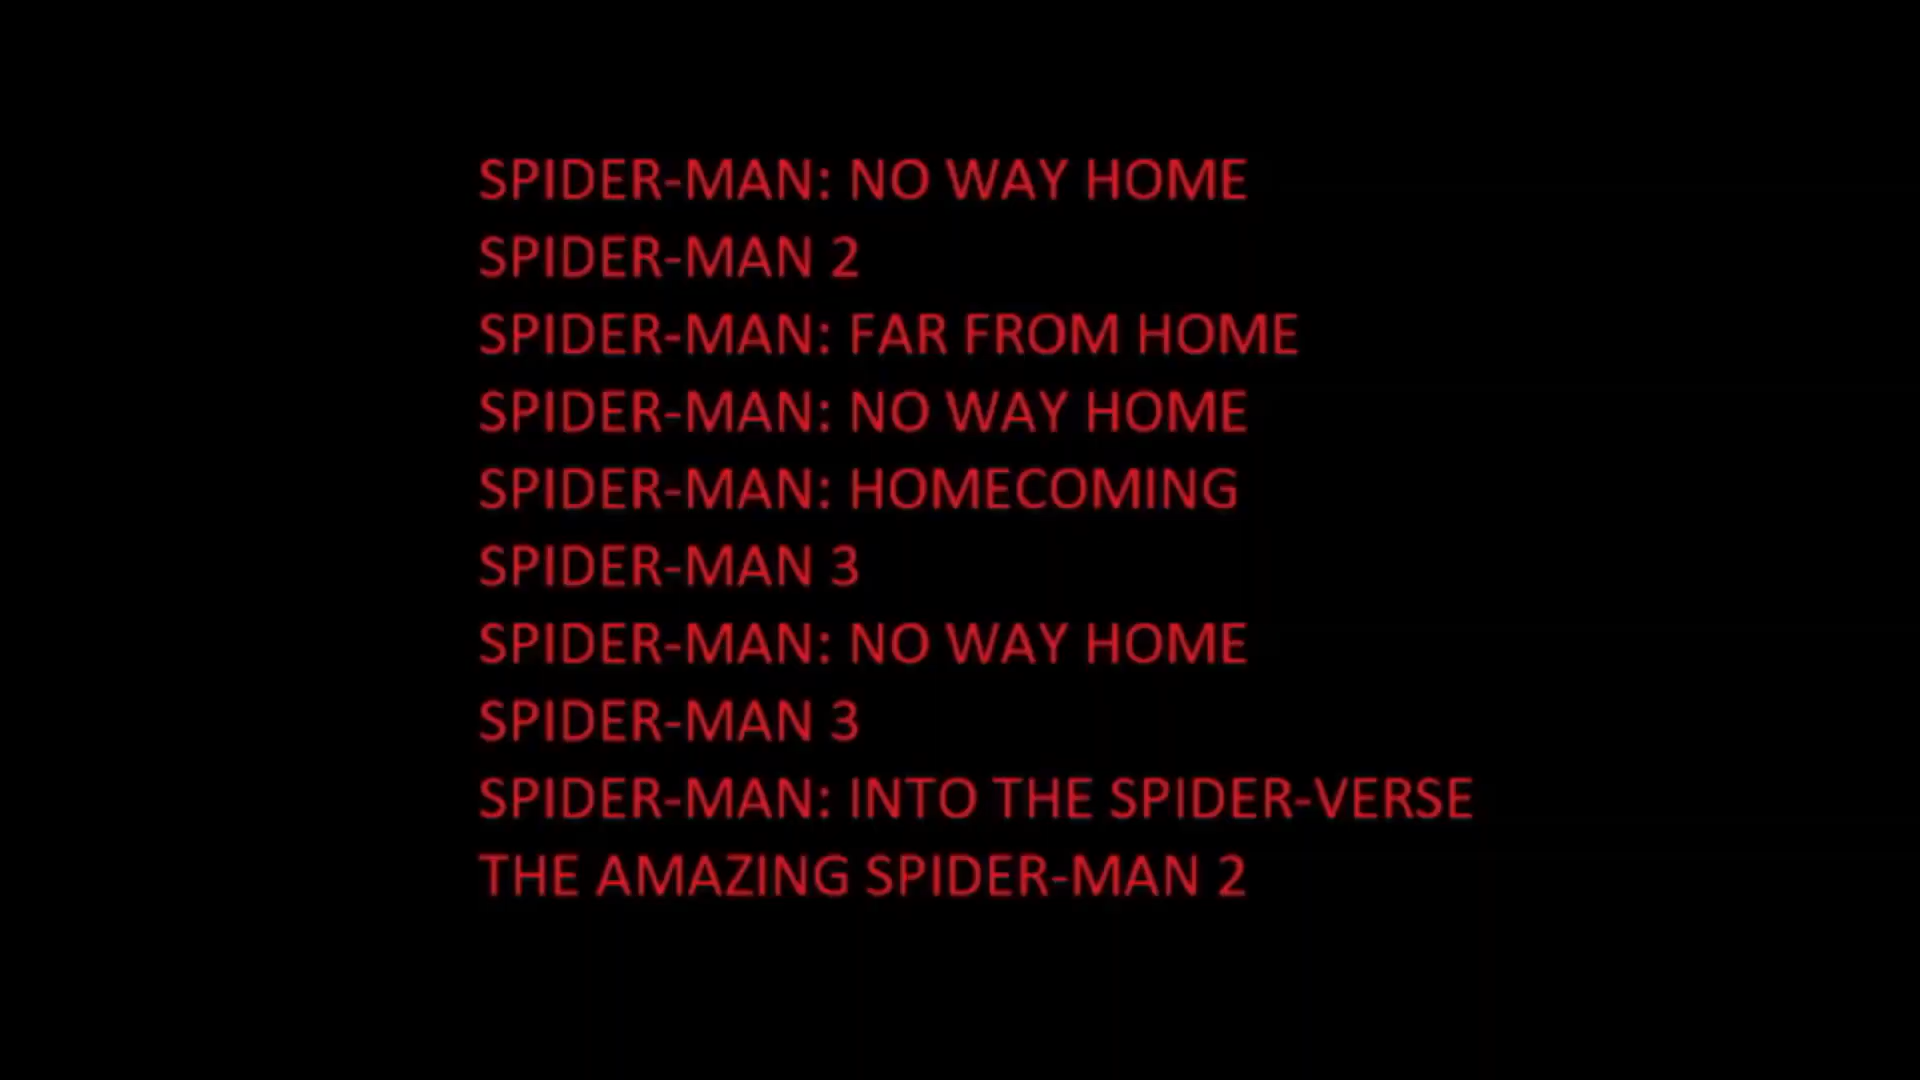 SPIDER-MAN: NO WAY HOME
SPIDER-MAN 2
SPIDER-MAN: FAR FROM HOME
SPIDER-MAN: NO WAY HOME
SPIDER-MAN: HOMECOMING
SPIDER-MAN 3
SPIDER-MAN: NO WAY HOME
SPIDER-MAN 3
SPIDER-MAN: INTO THE SPIDER-VERSE
THE AMAZING SPIDER-MAN 2